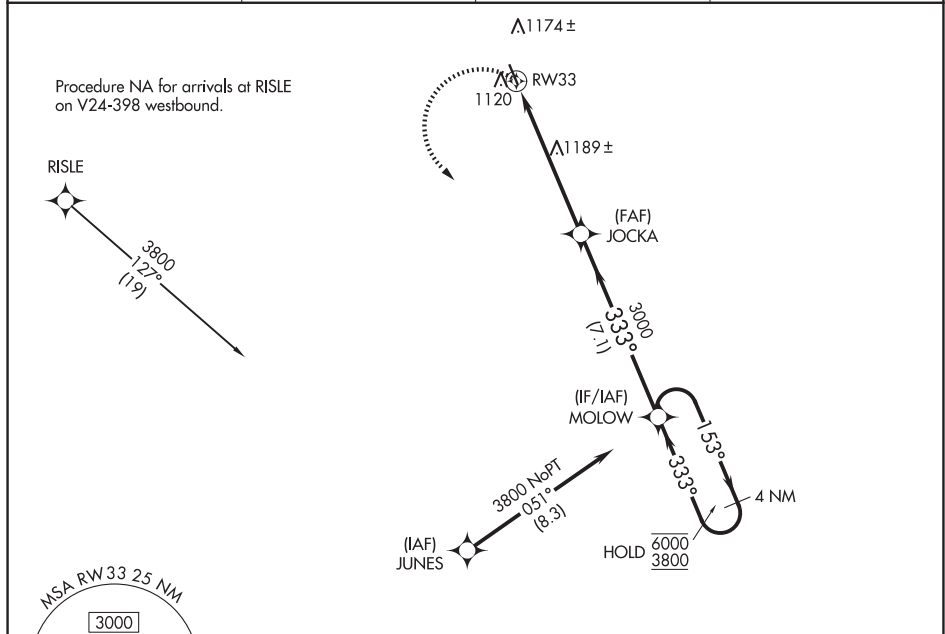 1174 ±
Procedure NA for arrivals at RISLE
on V24-398 westbound.
RW33
1120
1189 ±
RISLE
3800
127°
(19)
(FAF)
JOCKA
3000
333°
(7.1)
(IF/IAF)
MOLOW
153°
333°
4 NM
HOLD 6000
3800
3800 NoPT
051°
(8.3)
(IAF)
JUNES
MSA RW33 25 NM
3000